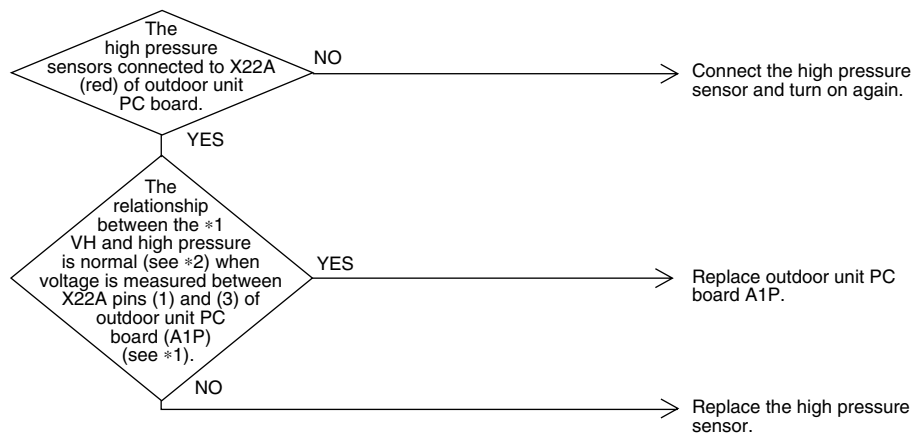 The
high pressure
sensors connected to X22A
(red) of outdoor unit
PC board.
NO
Connect the high pressure
sensor and turn on again.
YES
The
relationship
between the *1
VH and high pressure
is normal (see *2) when
voltage is measured between
X22A pins (1) and (3) of
outdoor unit PC
board (A1P)
(see *1).
YES
Replace outdoor unit PC
board A1P.
NO
Replace the high pressure
sensor.